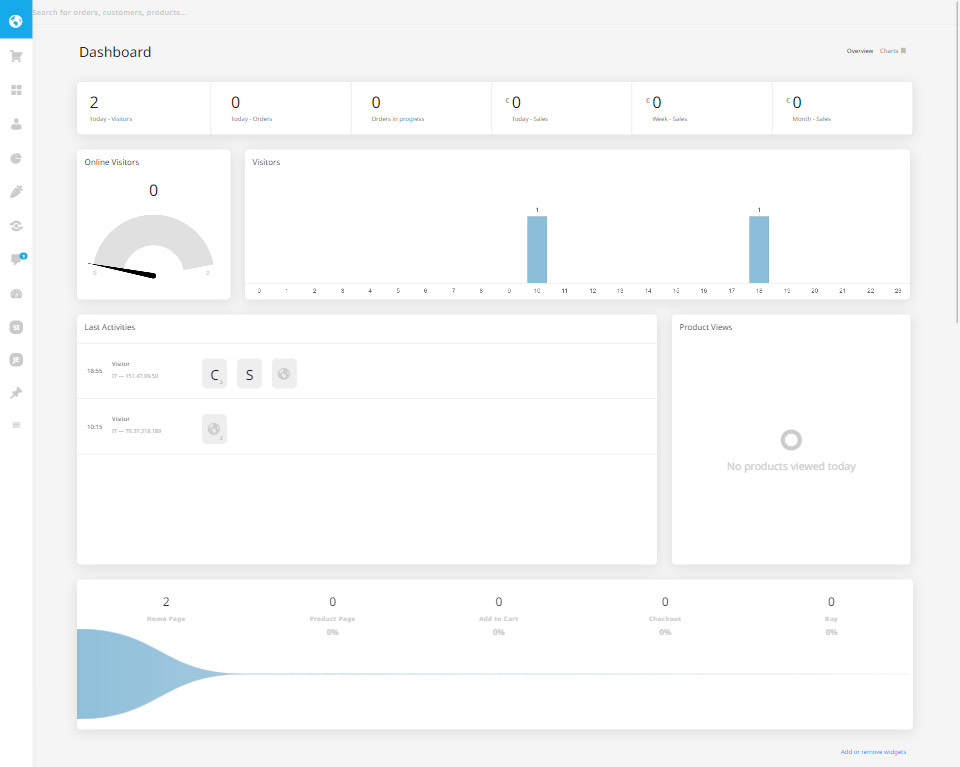 Search for orders, customers, products...
Dashboard
Overview Charts
2 0 0 € 0 € 0 € 0
Today - Visitors Today - Orders Orders in progress Today - Sales Week - Sales Month - Sales
Online Visitors
0
0 2
Visitors
1 1
0 1 2 3 4 5 6 7 8 9 10 11 12 13 14 15 16 17 18 19 20 21 22 23
1
SI
JE
Last Activities
18:55 Visitor
IT — 151.47.99.50
C S
10:15 Visitor
IT — 79.37.218.189
Product Views
No products viewed today
2 0 0 0 0
Home Page Product Page Add to Cart Checkout Buy
0% 0% 0% 0%
Add or remove widgets